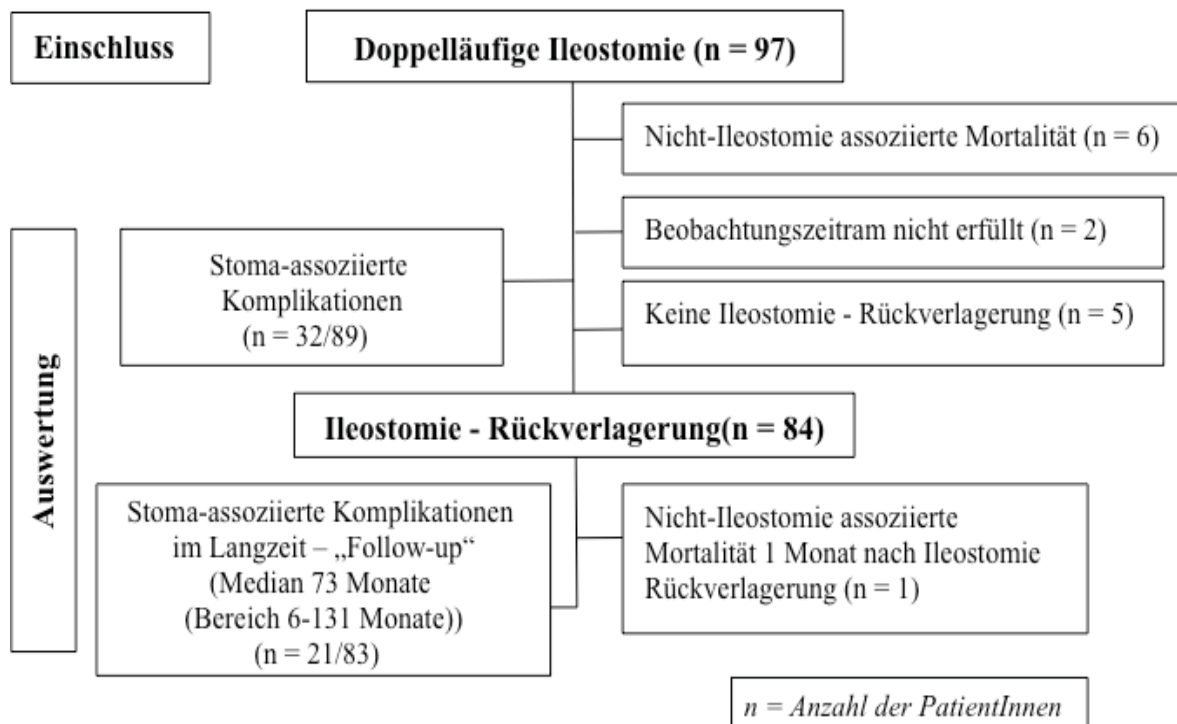 Einschluss
Doppelläufige Ileostomie (n = 97)
Nicht-Ileostomie assoziierte Mortalität (n = 6)
Beobachtungszeitram nicht erfüllt (n = 2)
Stoma-assoziierte
Komplikationen
(n = 32/89)
Keine Ileostomie - Rückverlagerung (n = 5)
Auswertung
Ileostomie - Rückverlagerung(n = 84)
Stoma-assoziierte Komplikationen
im Langzeit – „Follow-up“
(Median 73 Monate
(Bereich 6-131 Monate))
(n = 21/83)
Nicht-Ileostomie assoziierte
Mortalität 1 Monat nach Ileostomie
Rückverlagerung (n = 1)
n = Anzahl der PatientInnen